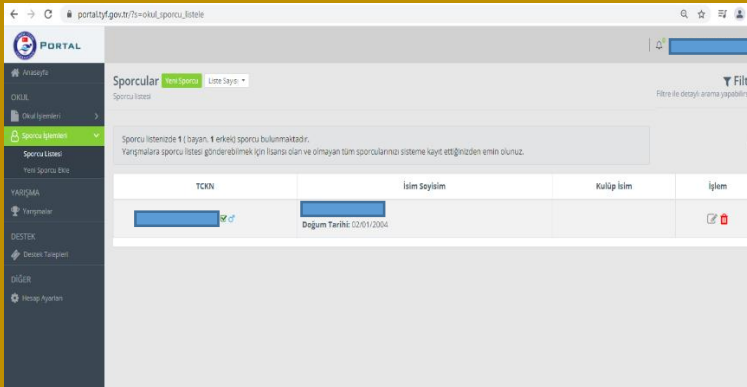 portal.tyf.gov.tr/?s=okul_sporcu_listele
PORTAL
Anasayfa
OKUL
Okul İşlemleri
Sporcu İşlemleri
Sporcu Listesi
Yeni Sporcu Ekle
YARIŞMA
Yarışmalar
DESTEK
Destek Talepleri
DİĞER
Hesap Ayarları
Sporcular Yeni Sporcu Liste Sayısı
Sporcu listesi
Filt
Filtre ile detaylı arama yapabilirs
Sporcu listenizde 1 ( bayan, 1 erkek) sporcu bulunmaktadır.
Yarışmalara sporcu listesi gönderebilmek için lisansı olan ve olmayan tüm sporcularınızı sisteme kayıt ettiğinizden emin olunuz.
TCKN İsim Soyisim Kulüp İsim İşlem
Doğum Tarihi: 02/01/2004